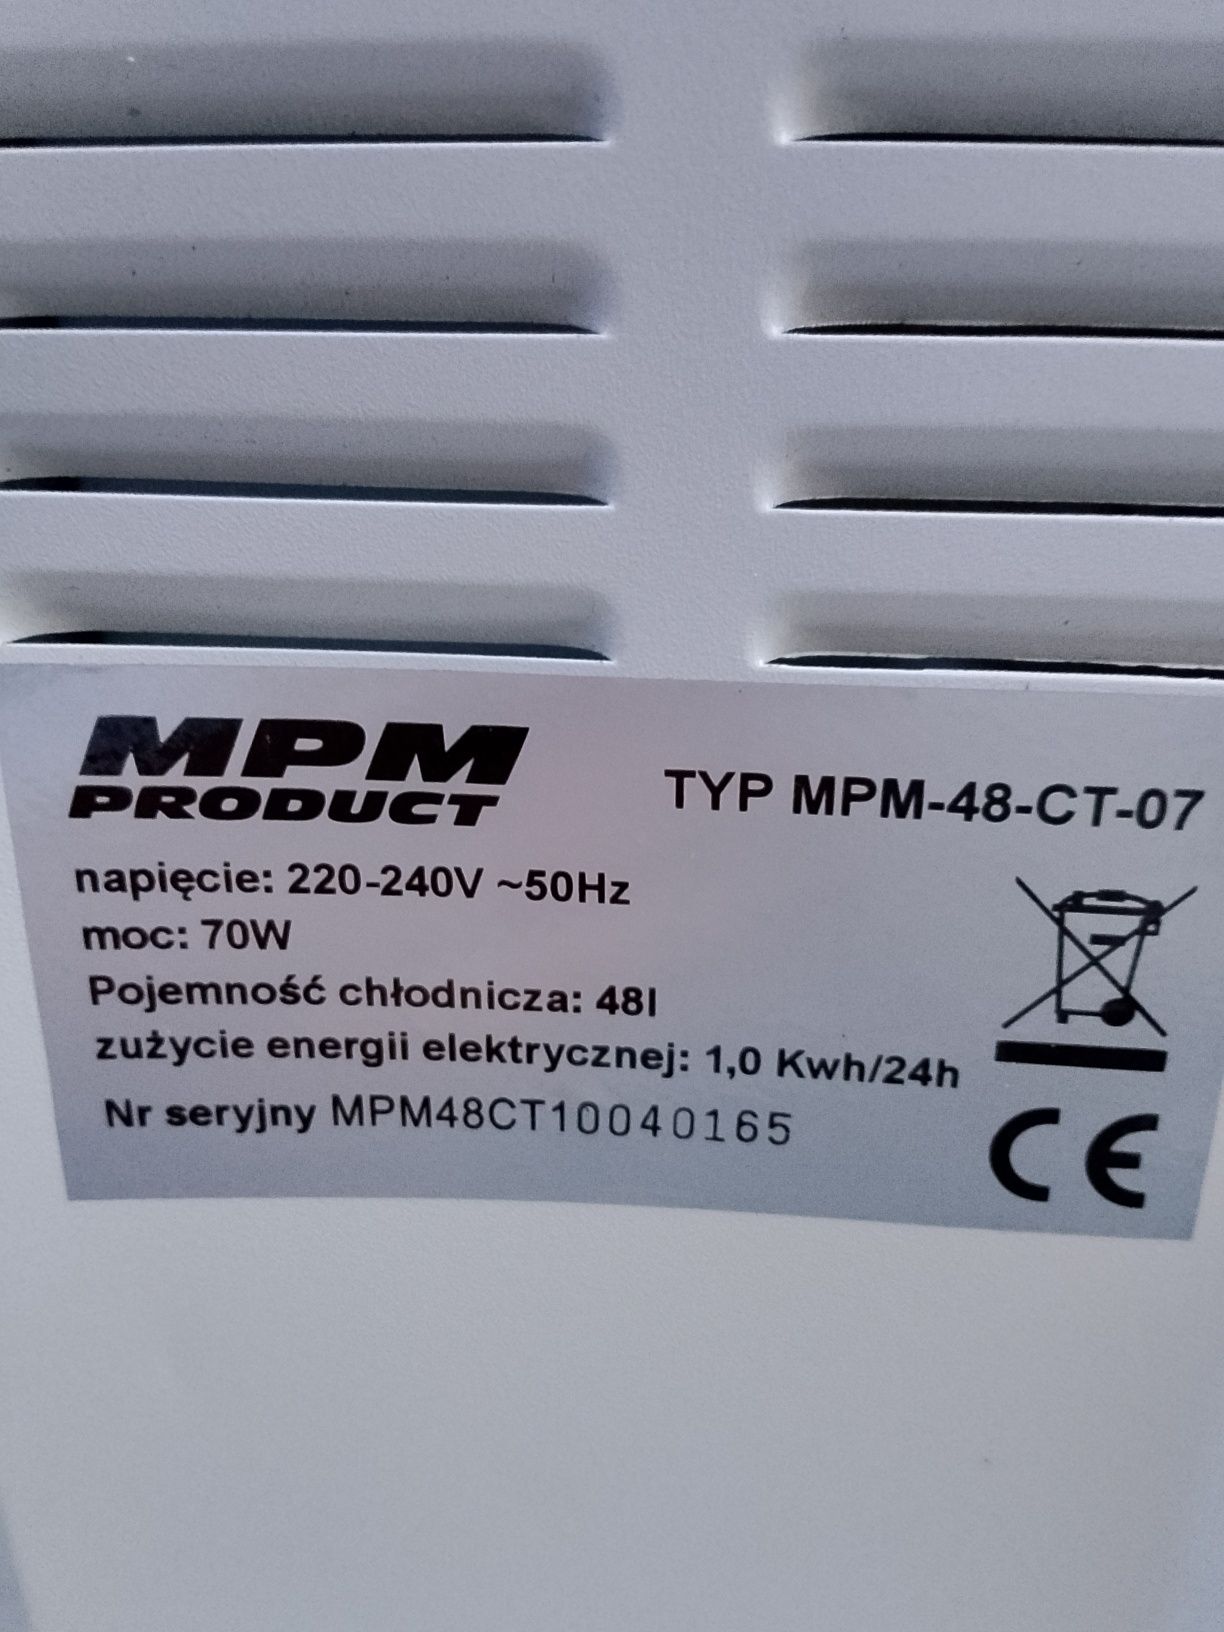 MPM
PRODUCT
TYP MPM-48-CT-07
napięcie: 220-240V ~50Hz
moc: 70W
Pojemność chłodnicza: 48l
zużycie energii elektrycznej: 1,0 Kwh/24h
Nr seryjny MPM48CT10040165
CE